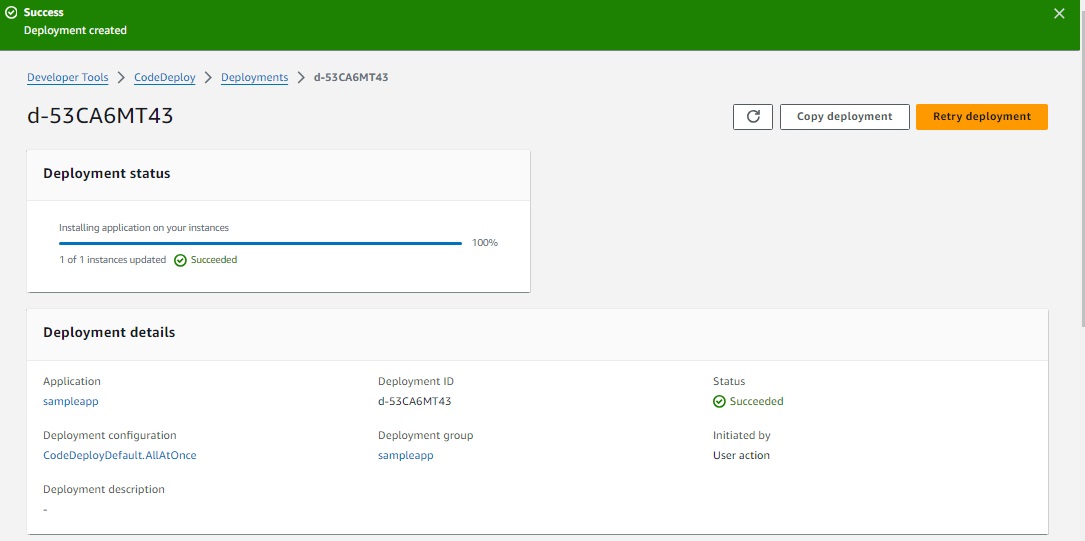 Success
Deployment created
Developer Tools > CodeDeploy > Deployments > d-53CA6MT43
d-53CA6MT43
Copy deployment
Retry deployment
Deployment status
Installing application on your instances
100%
1 of 1 instances updated Succeeded
Deployment details
Application Deployment ID Status
sampleapp d-53CA6MT43 Succeeded
Deployment configuration Deployment group Initiated by
CodeDeployDefault.AllAtOnce sampleapp User action
Deployment description
-